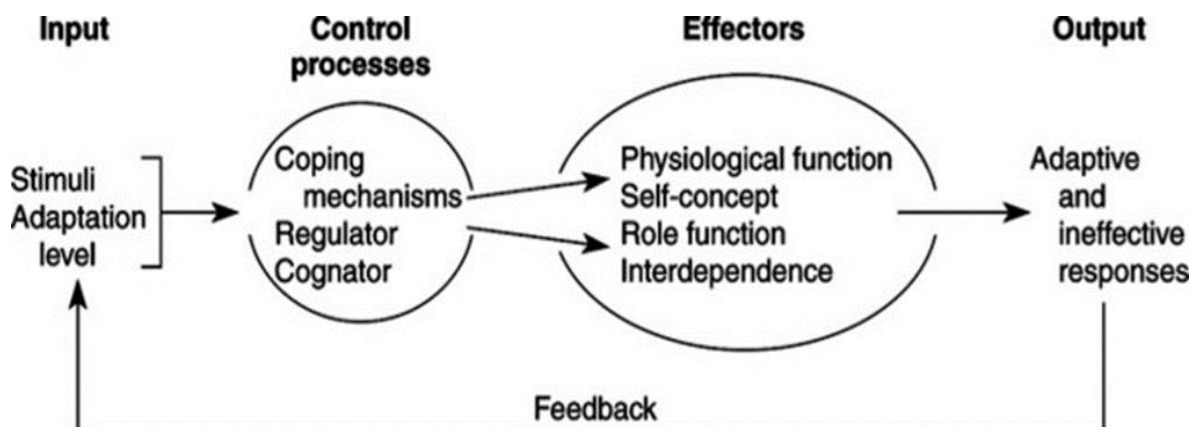 Input
Control
processes
Effectors
Output
Stimuli
Adaptation
level
Coping
mechanisms
Regulator
Cognator
Physiological function
Self-concept
Role function
Interdependence
Adaptive
and
ineffective
responses
Feedback